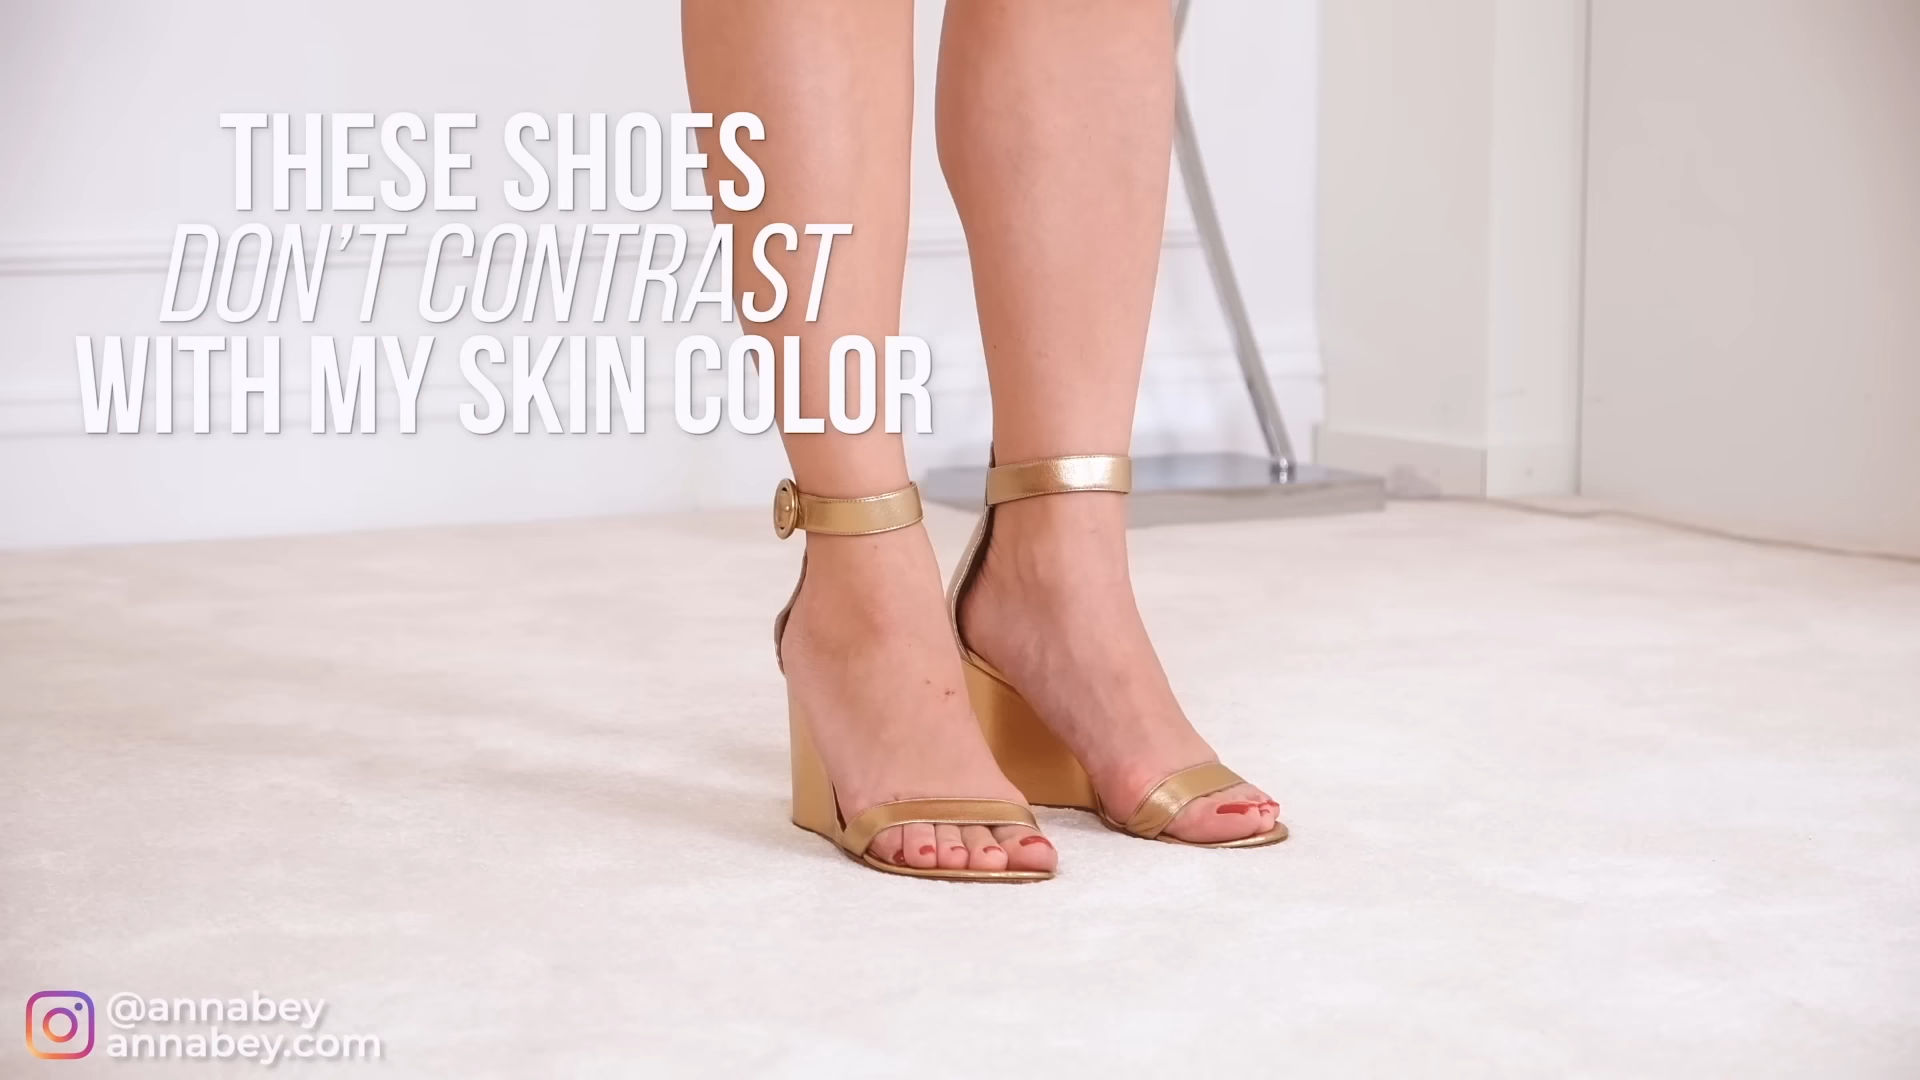 THESE SHOES
DON'T CONTRAST
WITH MY SKIN COLOR
@annabey
annabey.com